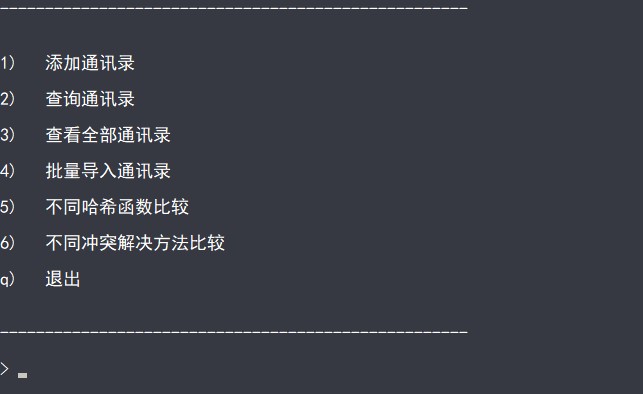 ----------------------------------------------------
1)   添加通讯录
2)   查询通讯录
3)   查看全部通讯录
4)   批量导入通讯录
5)   不同哈希函数比较
6)   不同冲突解决方法比较
q)   退出
----------------------------------------------------
> _